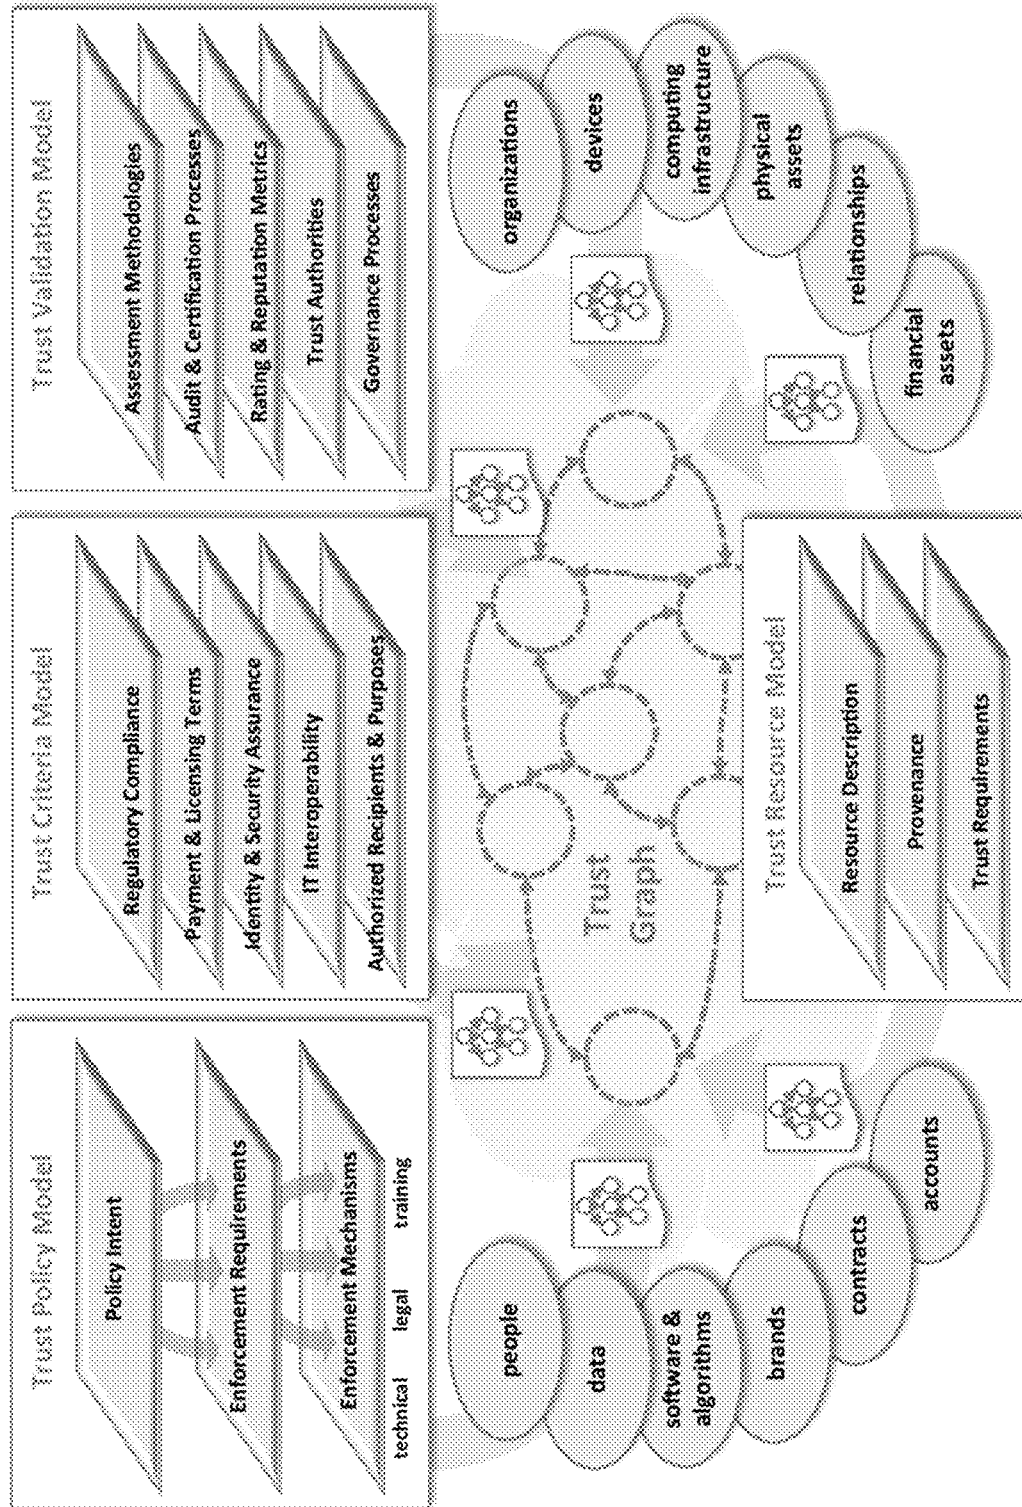 Trust Policy Model
Policy Intent
Enforcement Requirements
Enforcement Mechanisms
technical
legal
training
Trust Criteria Model
Regulatory Compliance
Payment & Licensing Terms
Identity & Security Assurance
IT Interoperability
Authorized Recipients & Purposes
Trust Validation Model
Assessment Methodologies
Audit & Certification Processes
Rating & Reputation Metrics
Trust Authorities
Governance Processes
people
data
software &
algorithms
brands
contracts
accounts
Trust
Graph
organizations
devices
computing
infrastructure
physical
assets
relationships
financial
assets
Trust Resource Model
Resource Description
Provenance
Trust Requirements